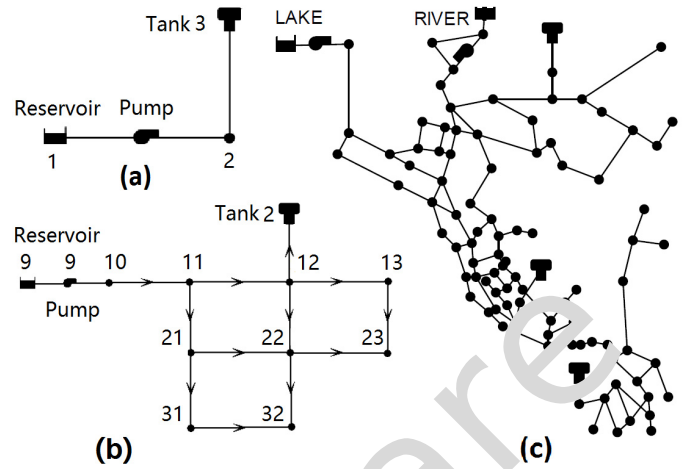 Tank 3
Reservoir Pump
1 2
(a)
LAKE
RIVER
Tank 2
Reservoir
9 9 10 11 12 13
Pump
21 22 23
31 32
(b)
(c)
are